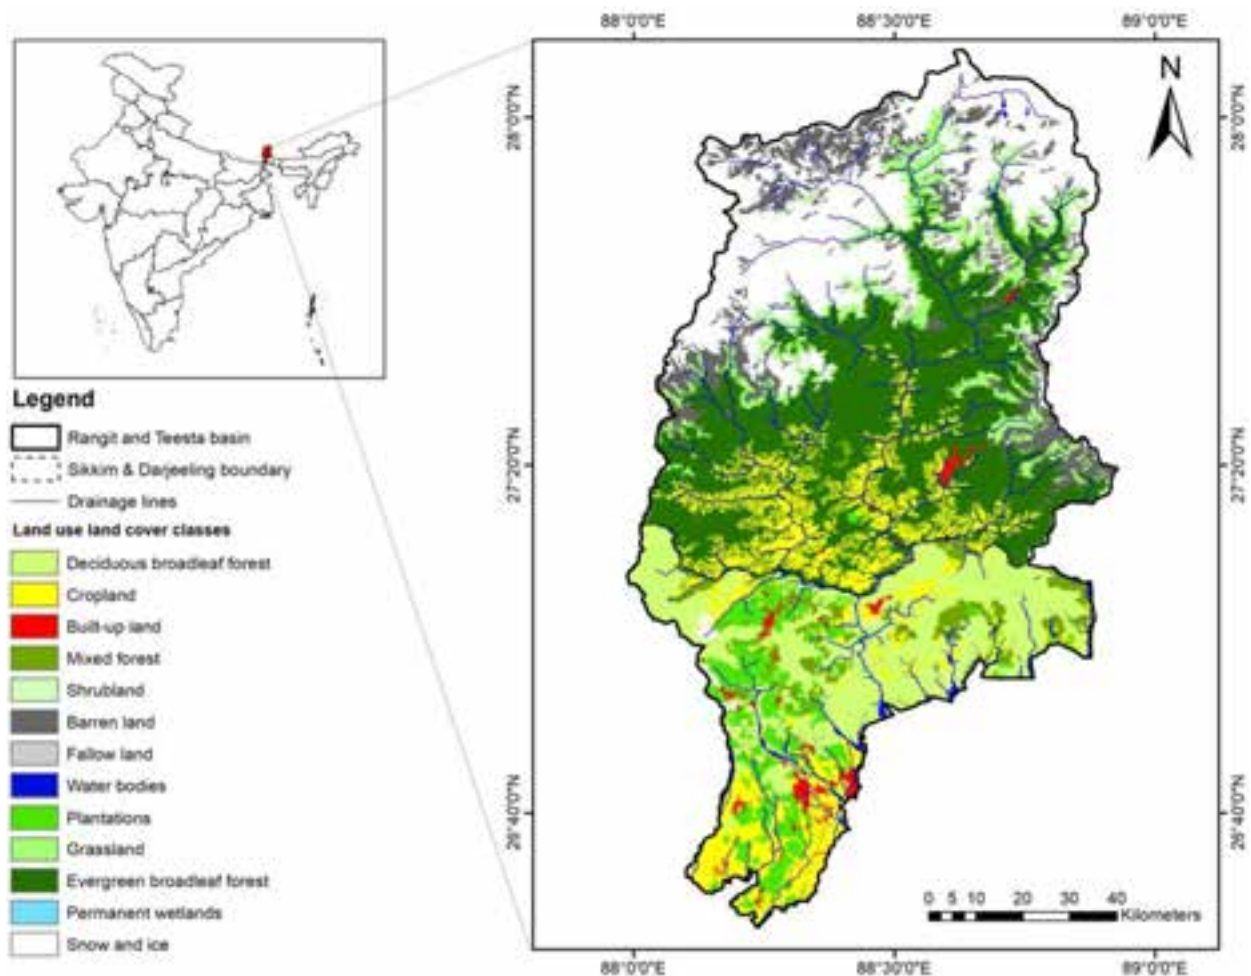 88°0'0"E 88°30'0"E 89°0'0"E
N
28°0'0"N 28°0'0"N
27°20'0"N 27°20'0"N
26°40'0"N 26°40'0"N
Legend
Rangit and Teesta basin
Sikkim & Darjeeling boundary
Drainage lines
Land use land cover classes
Deciduous broadleaf forest
Cropland
Built-up land
Mixed forest
Shrubland
Barren land
Fallow land
Water bodies
Plantations
Grassland
Evergreen broadleaf forest
Permanent wetlands
Snow and ice
0 5 10 20 30 40
Kilometers
88°0'0"E 88°30'0"E 89°0'0"E